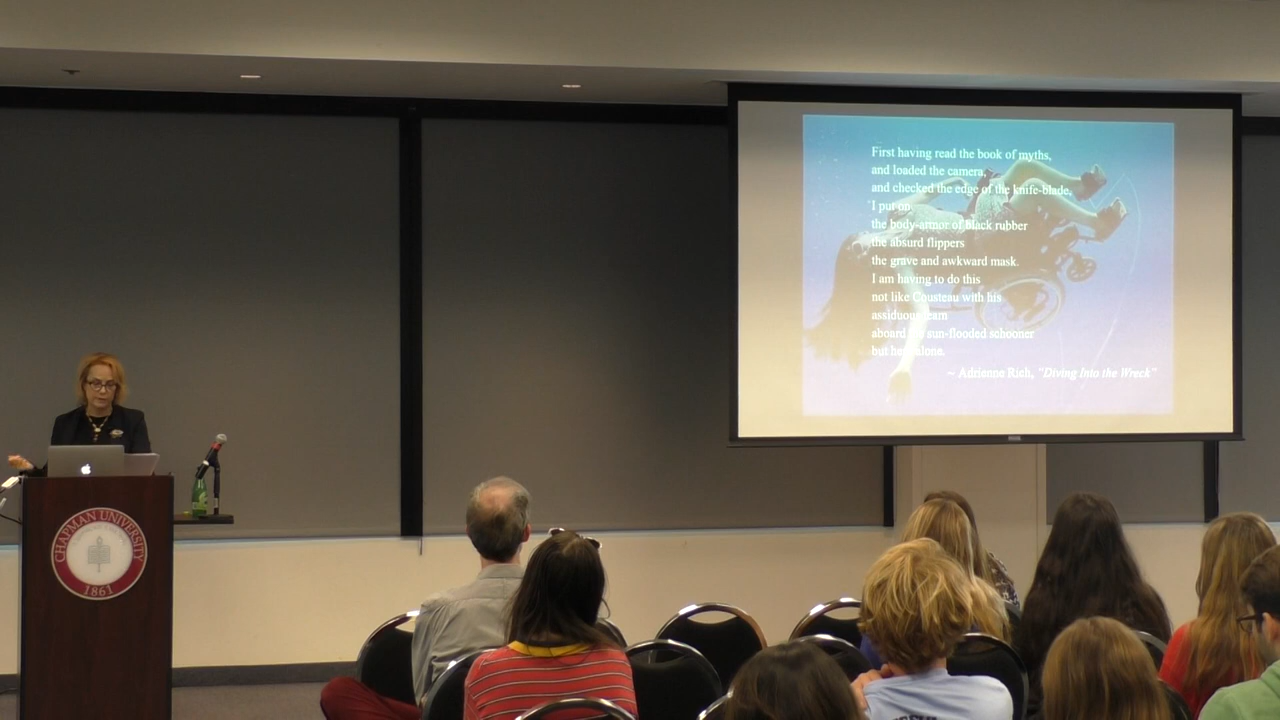 First having read the book of myths,
and loaded the camera,
and checked the edge of the knife-blade,
I put on
the body-armor of black rubber
the absurd flippers
the grave and awkward mask.
I am having to do this
not like Cousteau with his
assiduous team
aboard the sun-flooded schooner
but here alone.
~ Adrienne Rich, "Diving Into the Wreck"
CHAPMAN UNIVERSITY
1861